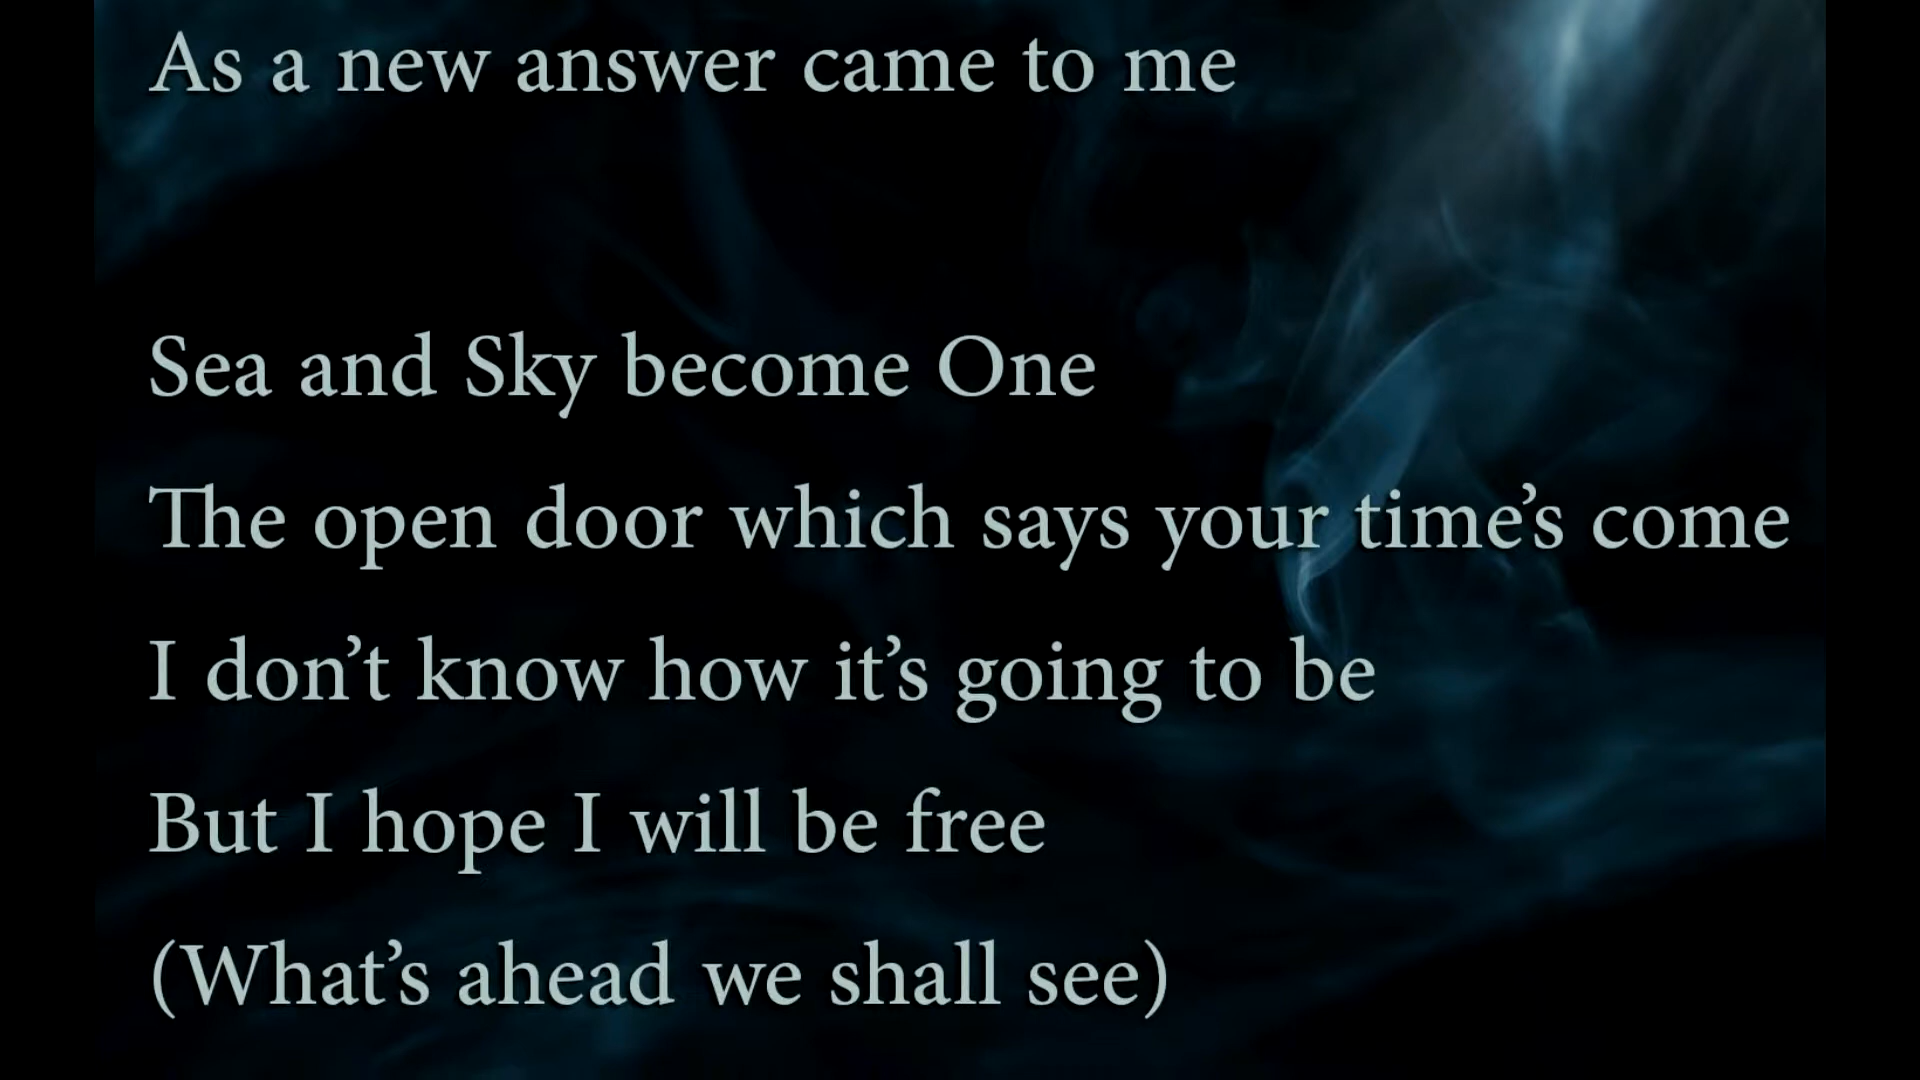 As a new answer came to me
Sea and Sky become One
The open door which says your time’s come
I don’t know how it’s going to be
But I hope I will be free
(What’s ahead we shall see)